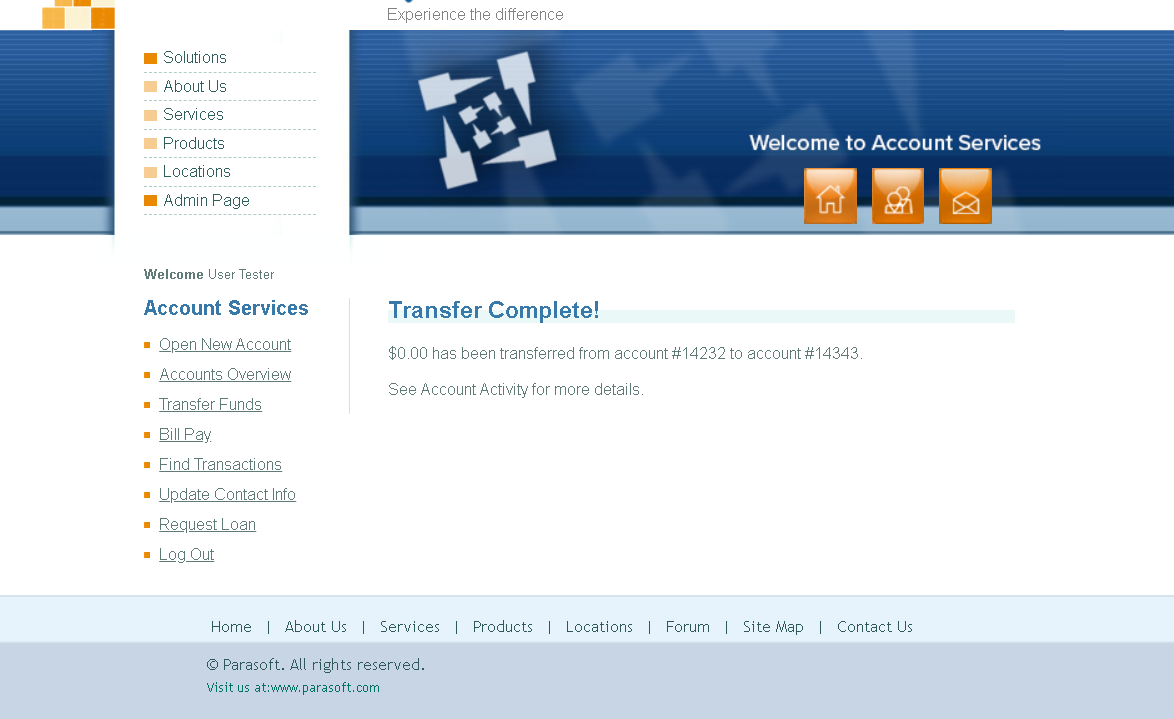 Experience the difference
Solutions
About Us
Services
Products
Locations
Admin Page
Welcome to Account Services
Welcome User Tester
Account Services
Open New Account
Accounts Overview
Transfer Funds
Bill Pay
Find Transactions
Update Contact Info
Request Loan
Log Out
Transfer Complete!
$0.00 has been transferred from account #14232 to account #14343.
See Account Activity for more details.
Home | About Us | Services | Products | Locations | Forum | Site Map | Contact Us
© Parasoft. All rights reserved.
Visit us at:www.parasoft.com